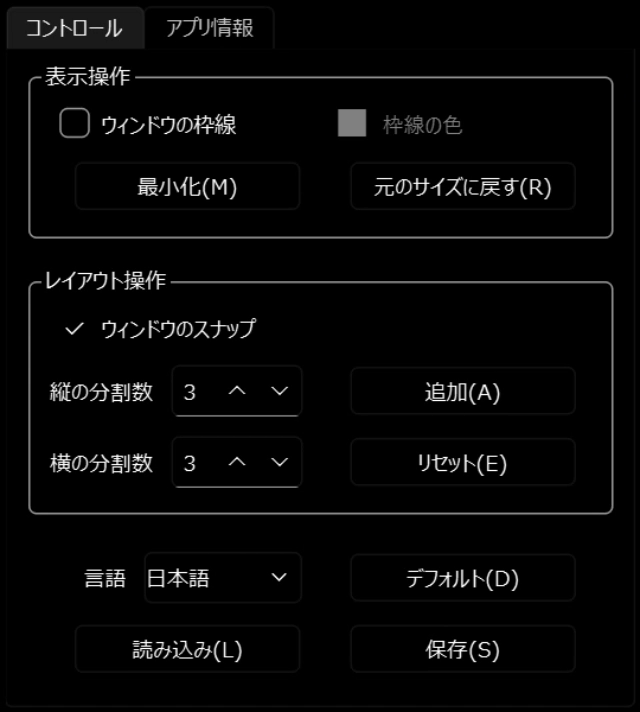 コントロール アプリ情報
表示操作
ウィンドウの枠線 枠線の色
最小化(M) 元のサイズに戻す(R)
レイアウト操作
ウィンドウのスナップ
縦の分割数 3 追加(A)
横の分割数 3 リセット(E)
言語 日本語 デフォルト(D)
読み込み(L) 保存(S)